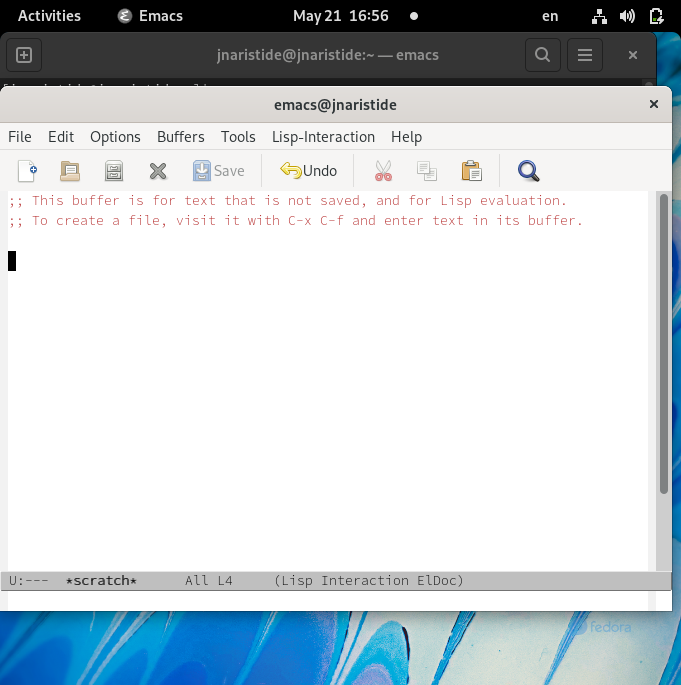 Activities Emacs May 21 16:56 en
jnaristide@jnaristide:~ — emacs
emacs@jnaristide
File Edit Options Buffers Tools Lisp-Interaction Help
Save Undo
;; This buffer is for text that is not saved, and for Lisp evaluation.
;; To create a file, visit it with C-x C-f and enter text in its buffer.
U:--- *scratch* All L4 (Lisp Interaction ElDoc)
fedora